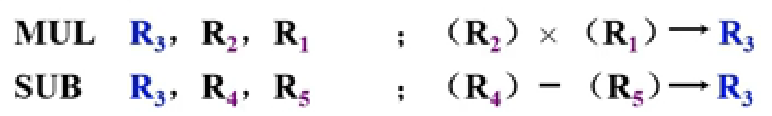 MUL R₃, R₂, R₁ ; (R₂) × (R₁) → R₃
SUB R₃, R₄, R₅ ; (R₄) − (R₅) → R₃